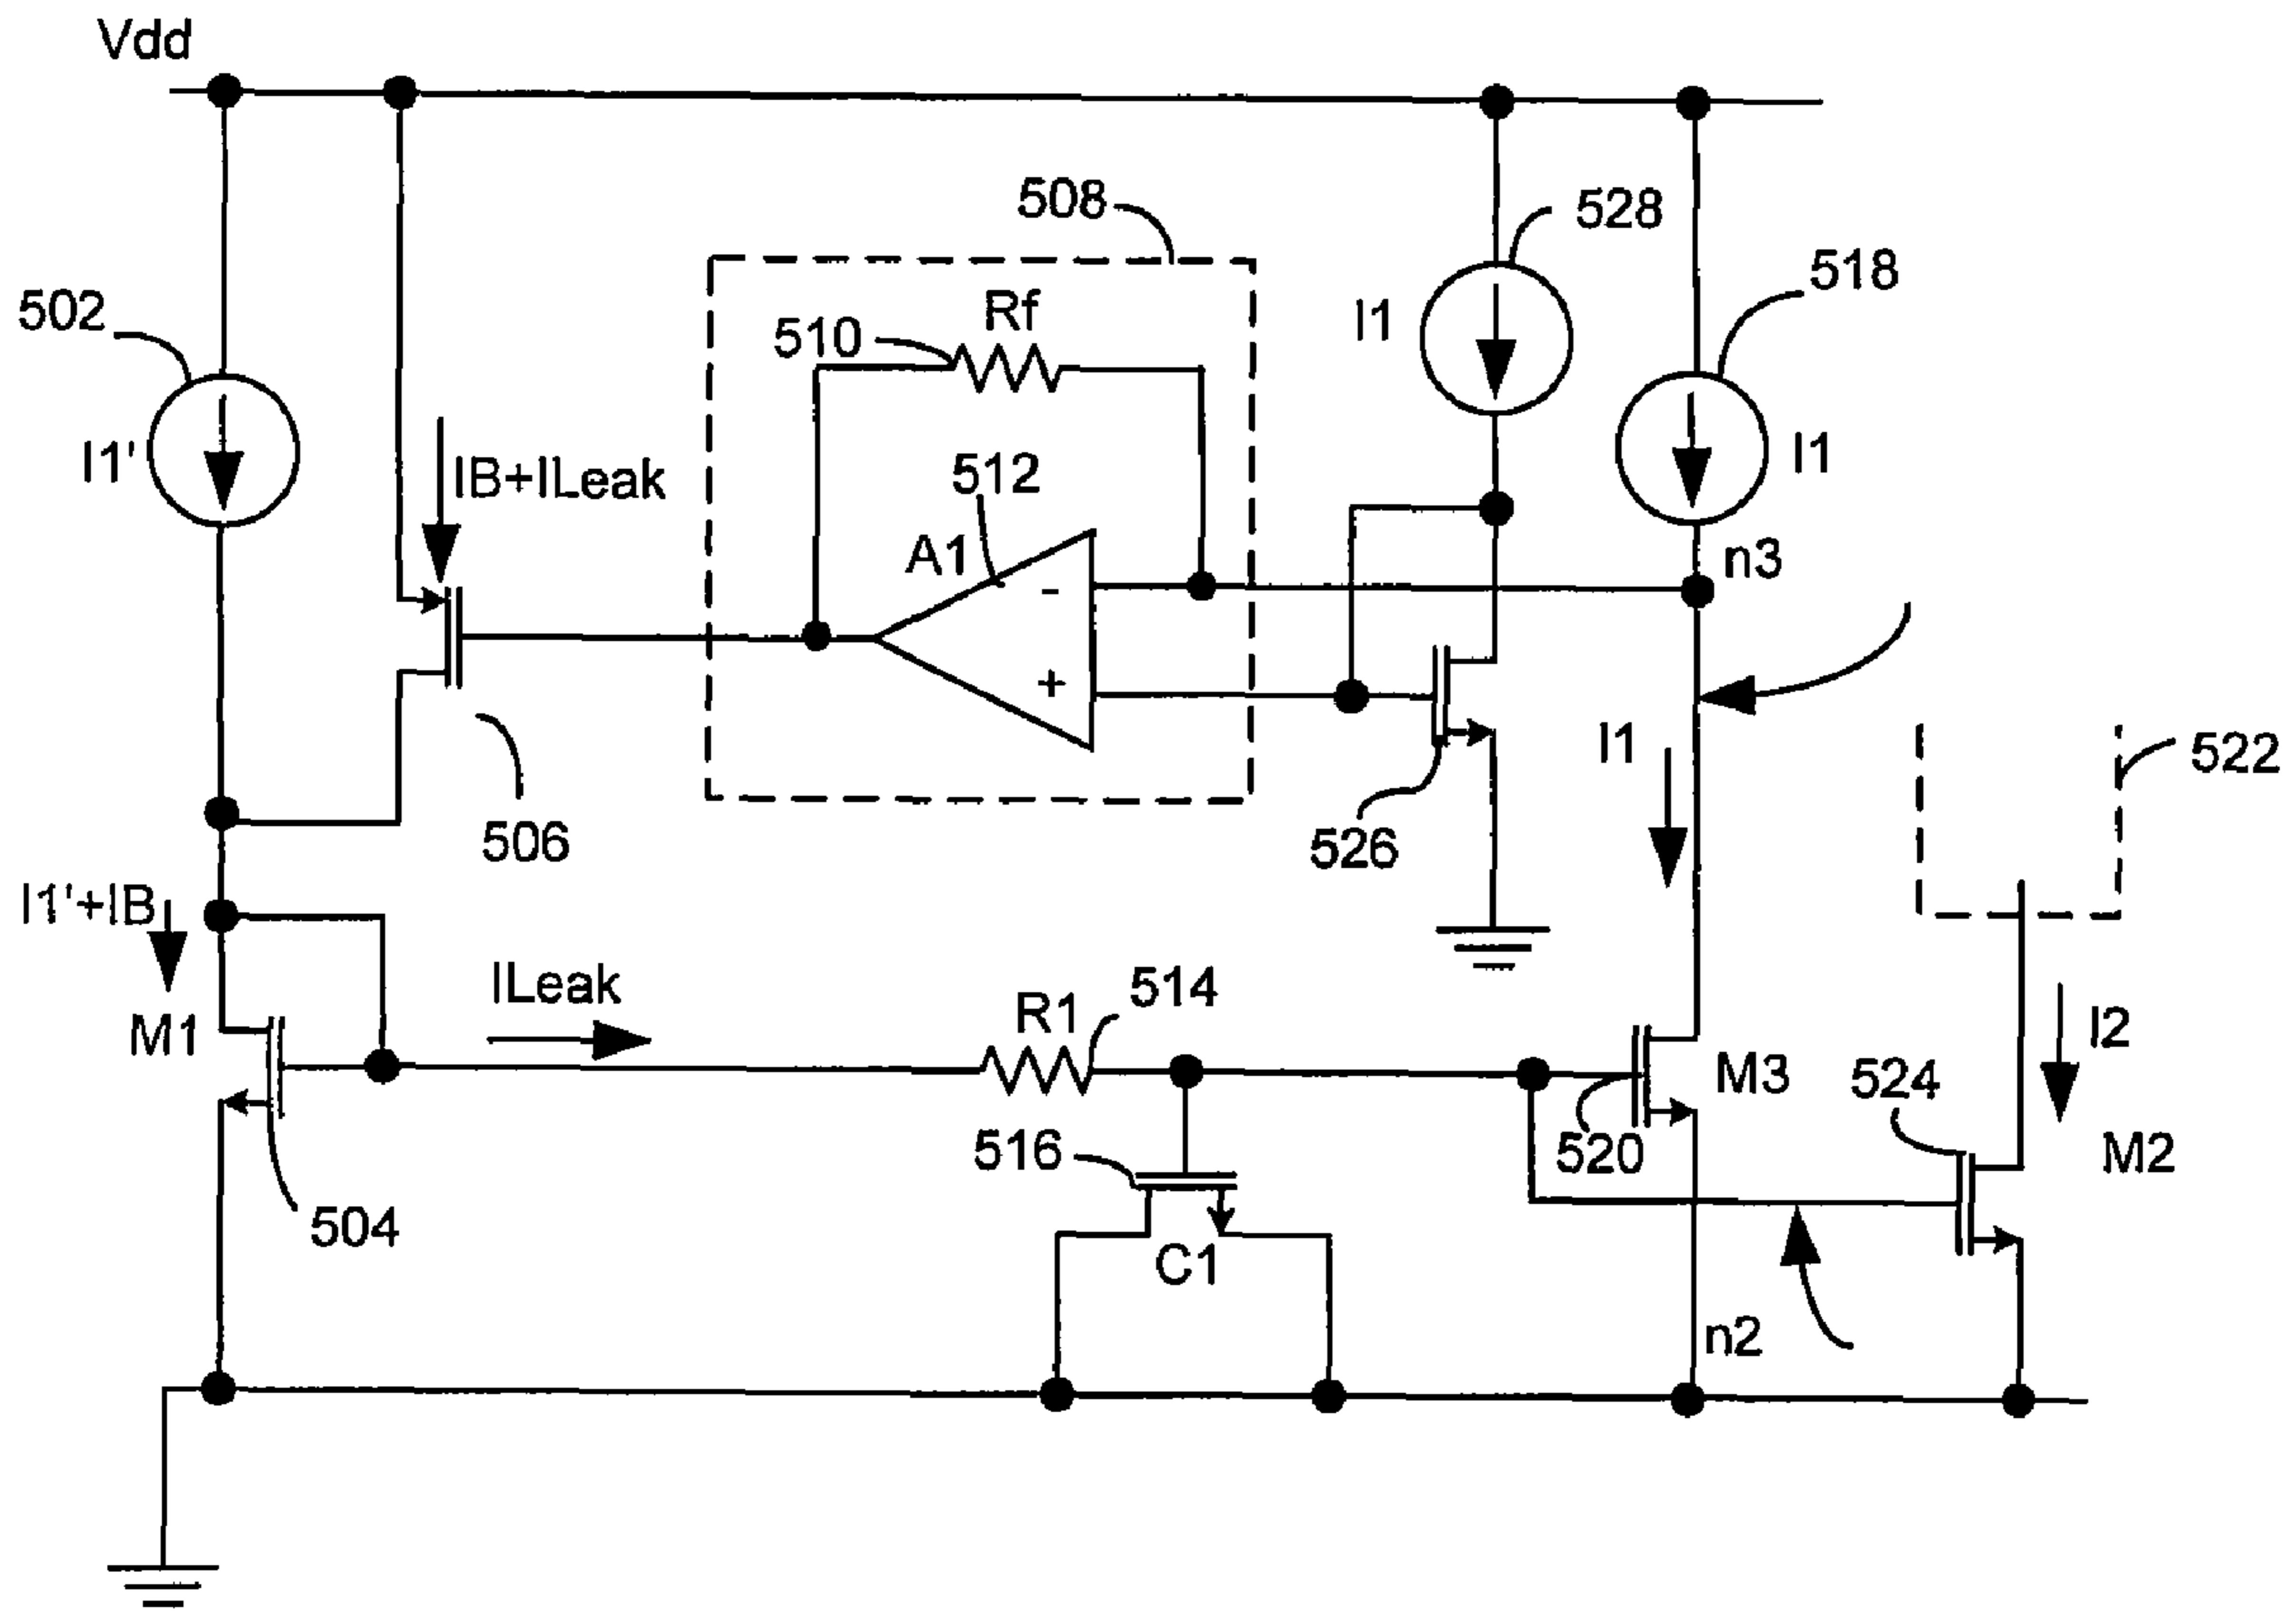 Vdd
508
528
518
502
Rf
510
I1
I1'
IB+ILeak
512
I1
A1
n3
-
+
I1
522
506
526
I1'+IB
ILeak
514
R1
I2
M1
M3
524
516
520
M2
504
C1
n2